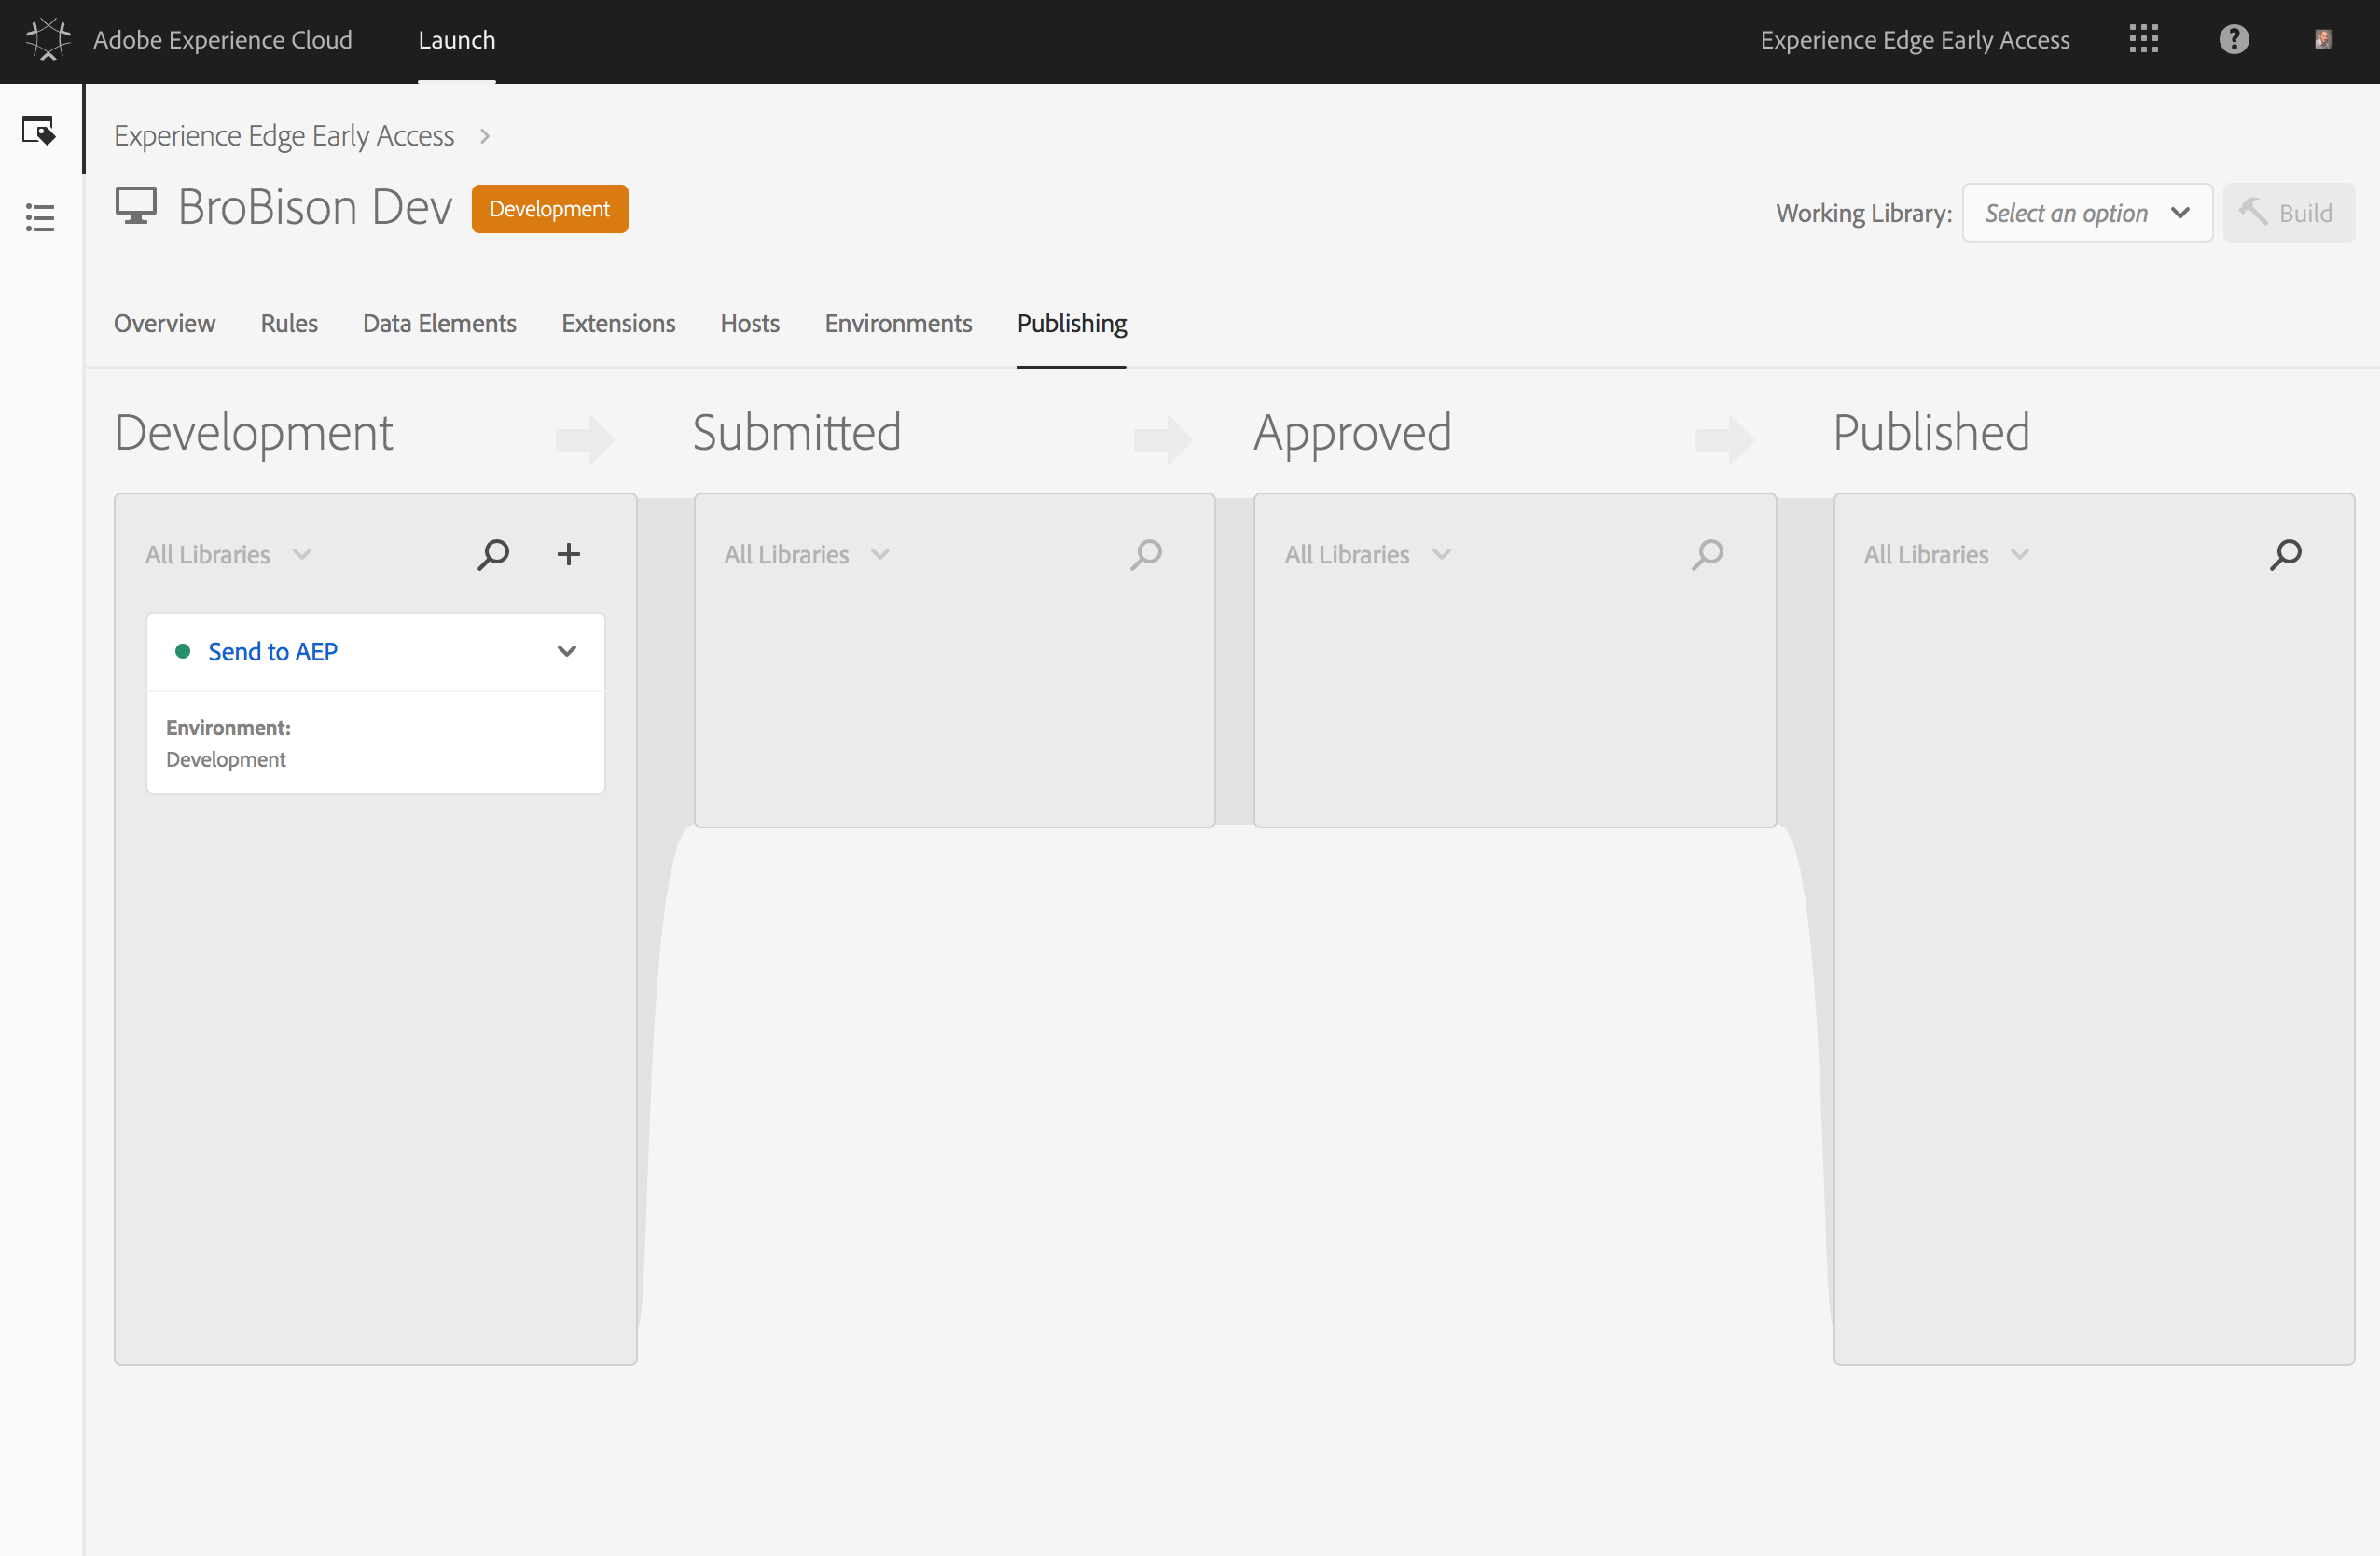 Adobe Experience Cloud Launch Experience Edge Early Access ?
Experience Edge Early Access >
BroBison Dev Development Working Library: Select an option Build
Overview Rules Data Elements Extensions Hosts Environments Publishing
Development Submitted Approved Published
All Libraries + All Libraries All Libraries All Libraries
Send to AEP
Environment:
Development